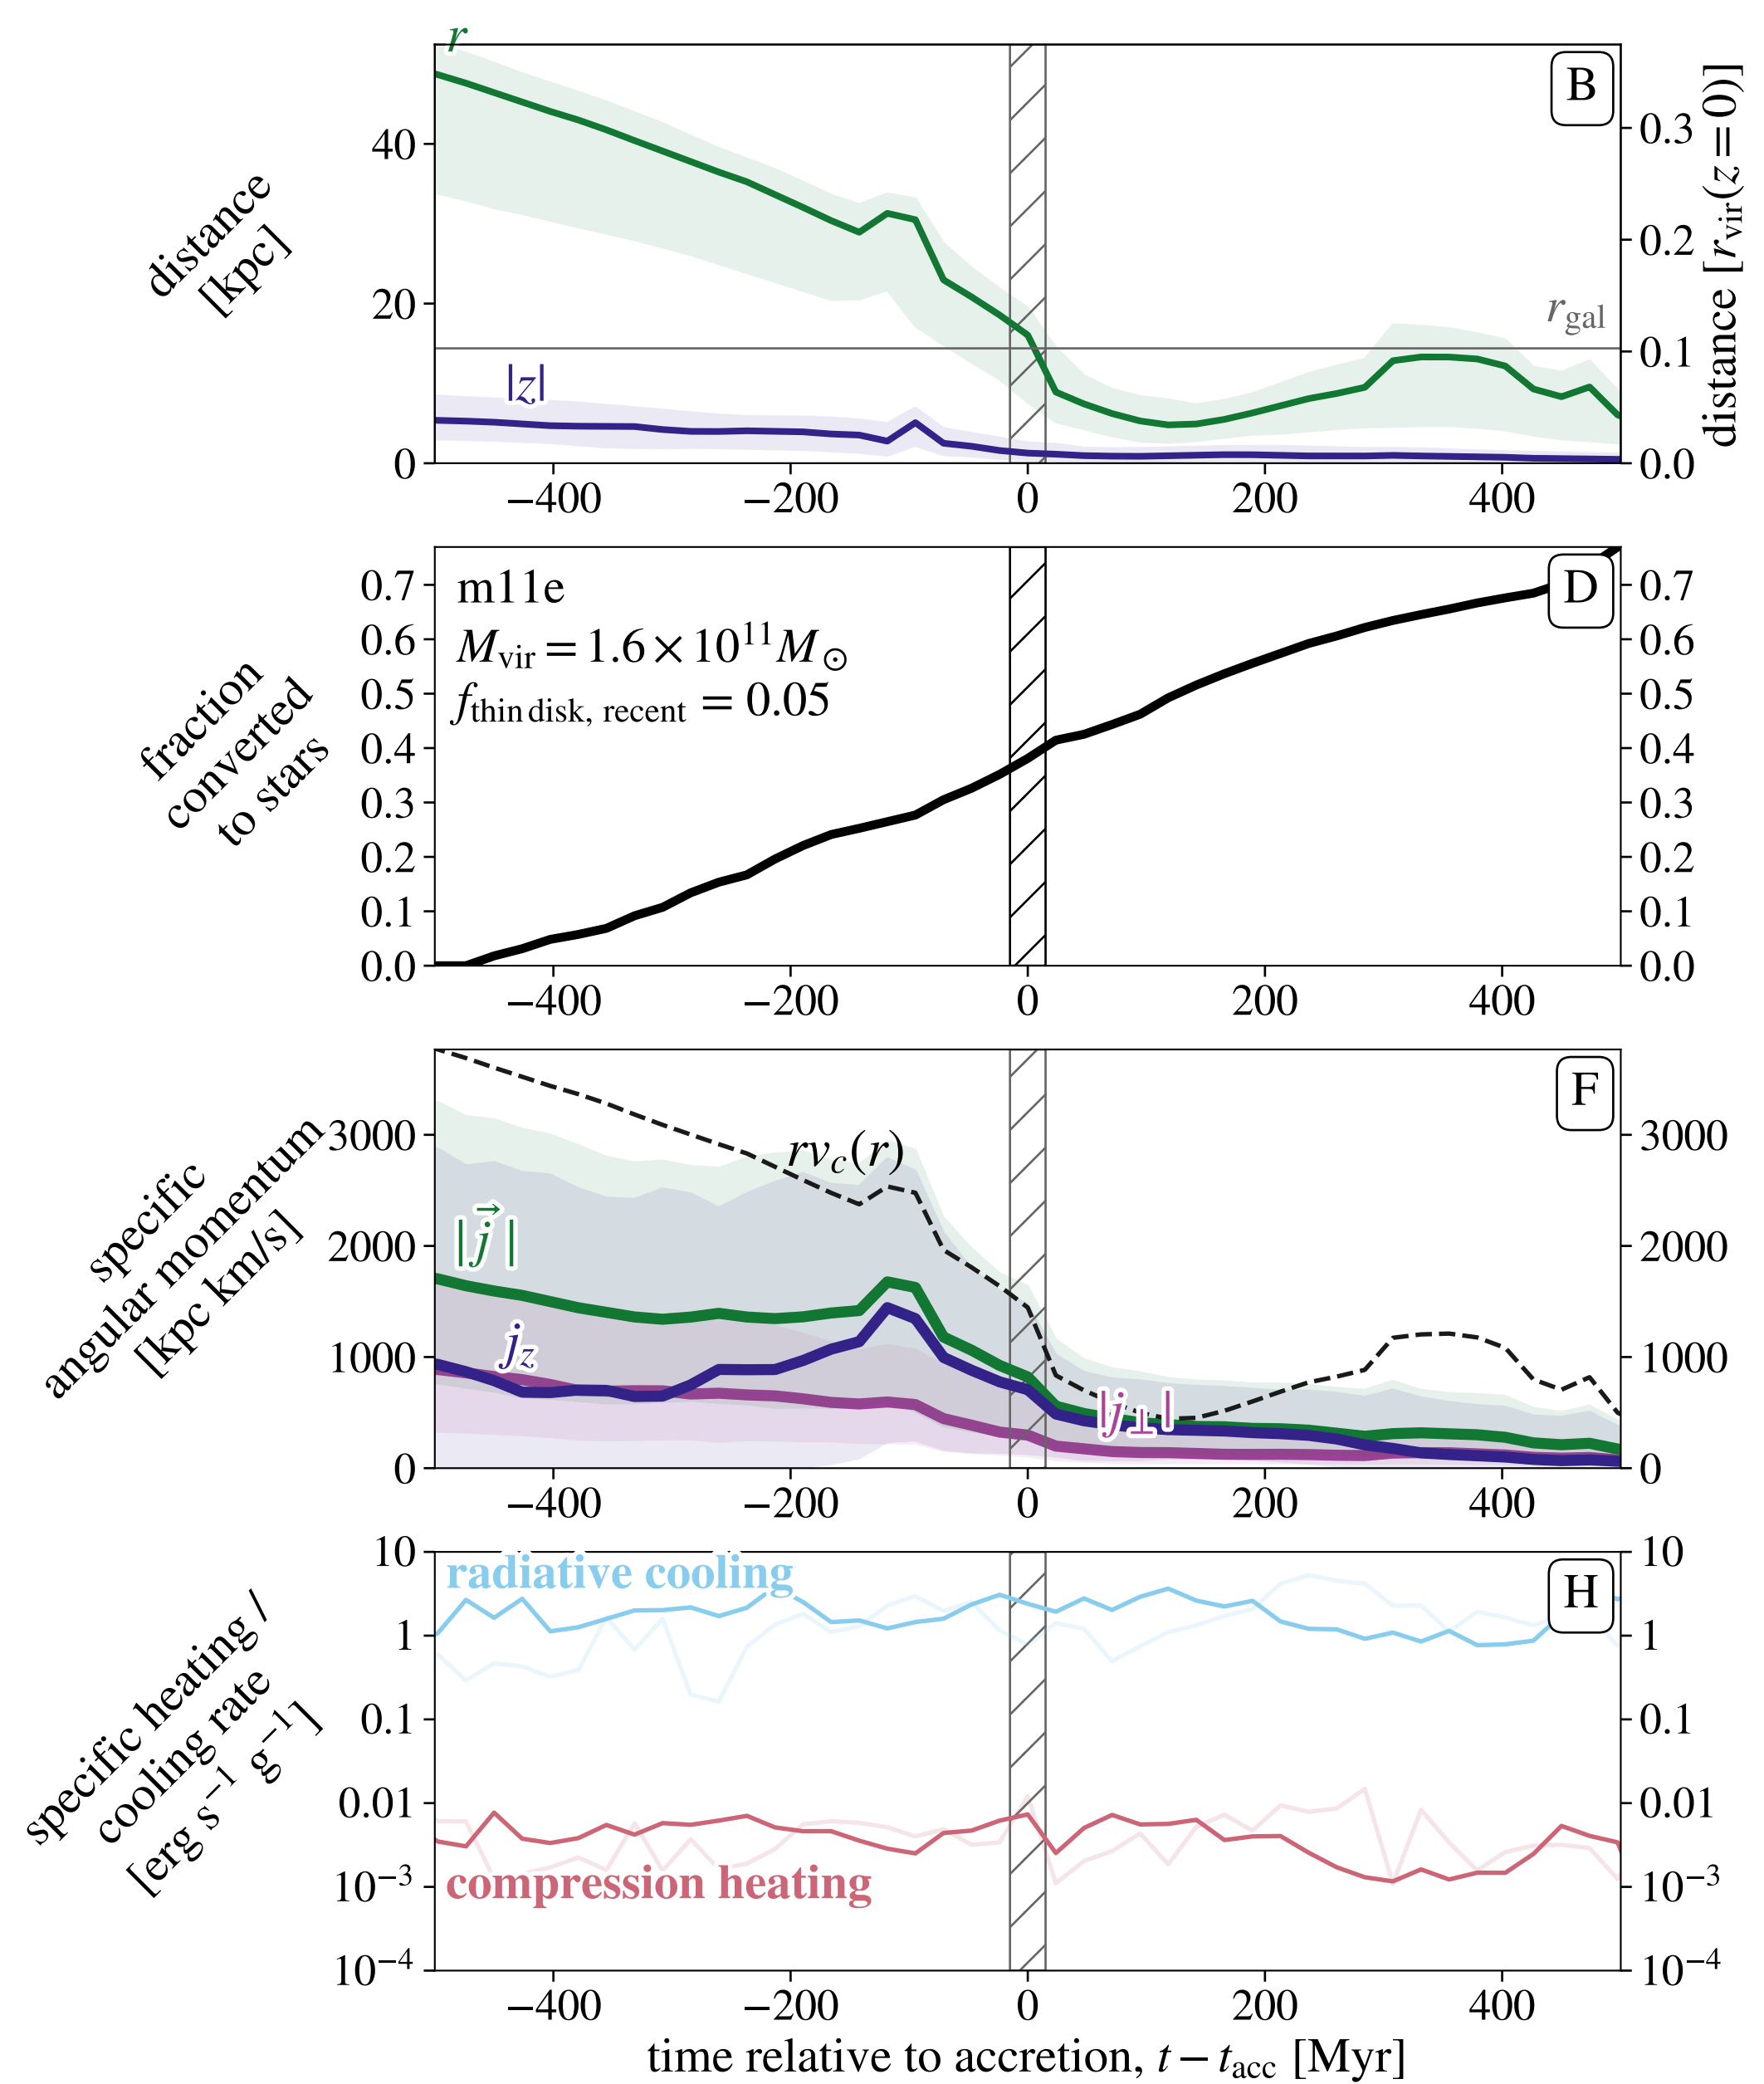 r
B
distance
[kpc]
40
20
0
0.3
0.2
0.1
0.0
distance [r_vir(z=0)]
r_gal
|z|
−400 −200 0 200 400
D
m11e
M_vir = 1.6 × 10^11 M_⊙
f_thin disk, recent = 0.05
fraction
converted
to stars
0.7 0.7
0.6 0.6
0.5 0.5
0.4 0.4
0.3 0.3
0.2 0.2
0.1 0.1
0.0 0.0
−400 −200 0 200 400
F
specific
angular momentum
[kpc km/s]
3000 3000
2000 2000
1000 1000
0 0
rv_c(r)
|j⃗|
j_z
|j_⊥|
−400 −200 0 200 400
H
radiative cooling
compression heating
specific heating /
cooling rate
[erg s^−1 g^−1]
10 10
1 1
0.1 0.1
0.01 0.01
10^−3 10^−3
10^−4 10^−4
−400 −200 0 200 400
time relative to accretion, t − t_acc [Myr]